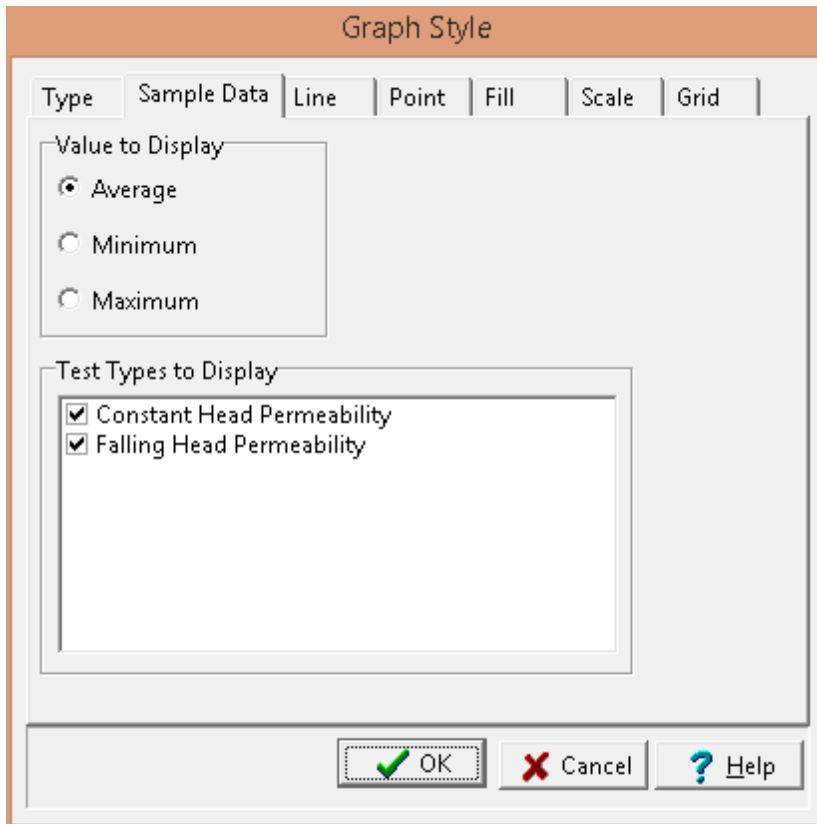 Graph Style
Type Sample Data Line Point Fill Scale Grid
Value to Display
Average
Minimum
Maximum
Test Types to Display
Constant Head Permeability
Falling Head Permeability
OK Cancel Help